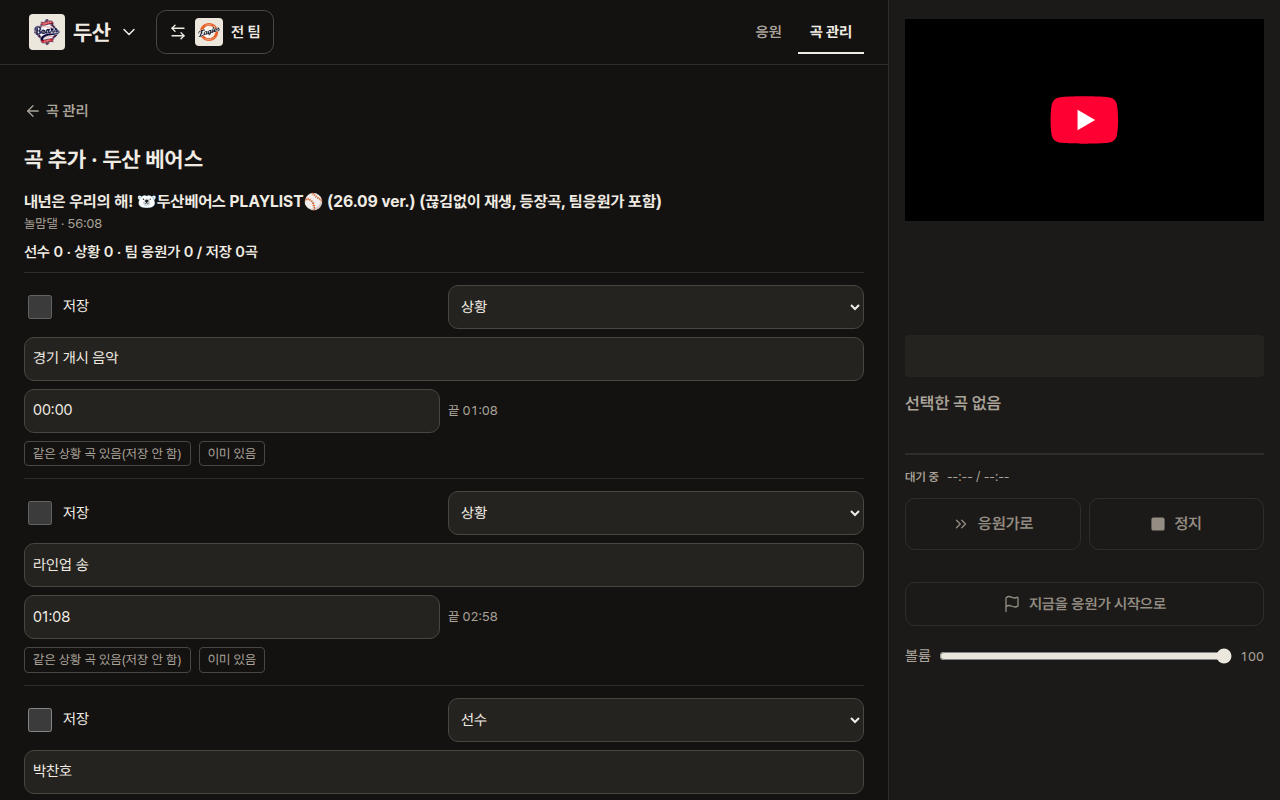 Bears
두산
Eagles
전 팀
응원
곡 관리
← 곡 관리
곡 추가 · 두산 베어스
내년은 우리의 해! 🐻‍❄️두산베어스 PLAYLIST⚾ (26.09 ver.) (끊김없이 재생, 등장곡, 팀응원가 포함)
놀맘댈 · 56:08
선수 0 · 상황 0 · 팀 응원가 0 / 저장 0곡
저장
상황
경기 개시 음악
00:00
끝 01:08
같은 상황 곡 있음(저장 안 함)
이미 있음
저장
상황
라인업 송
01:08
끝 02:58
같은 상황 곡 있음(저장 안 함)
이미 있음
저장
선수
박찬호
선택한 곡 없음
대기 중 --:-- / --:--
응원가로
정지
지금을 응원가 시작으로
볼륨
100